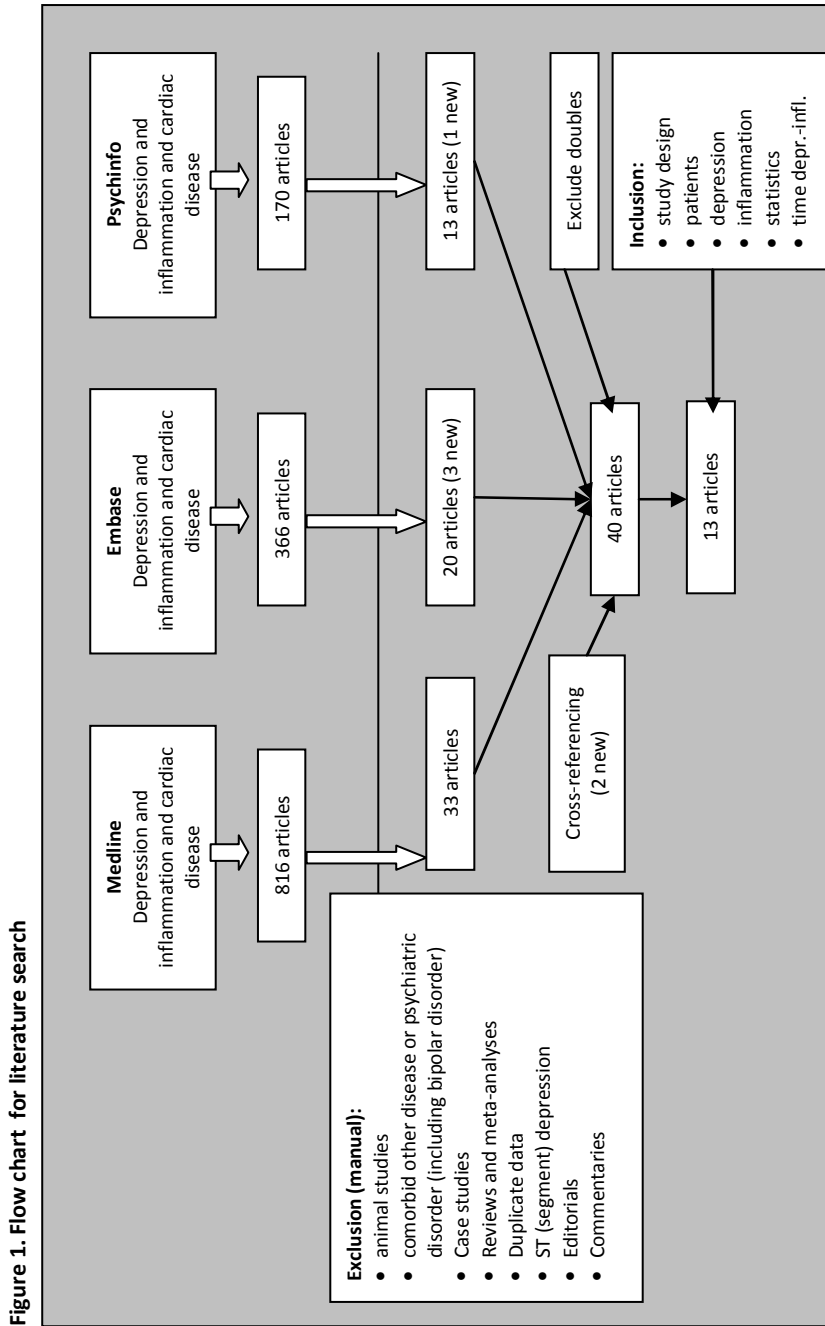 Figure 1. Flow chart for literature search
Medline
Depression and
inflammation and cardiac
disease
Embase
Depression and
inflammation and cardiac
disease
Psychinfo
Depression and
inflammation and cardiac
disease
816 articles
366 articles
170 articles
Exclusion (manual):
• animal studies
• comorbid other disease or psychiatric
disorder (including bipolar disorder)
• Case studies
• Reviews and meta-analyses
• Duplicate data
• ST (segment) depression
• Editorials
• Commentaries
33 articles
20 articles (3 new)
13 articles (1 new)
Cross-referencing
(2 new)
40 articles
Exclude doubles
13 articles
Inclusion:
• study design
• patients
• depression
• inflammation
• statistics
• time depr.-infl.